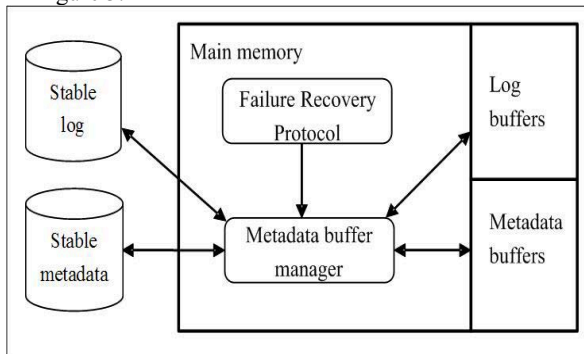 Main memory
Stable
log
Failure Recovery
Protocol
Log
buffers
Stable
metadata
Metadata buffer
manager
Metadata
buffers